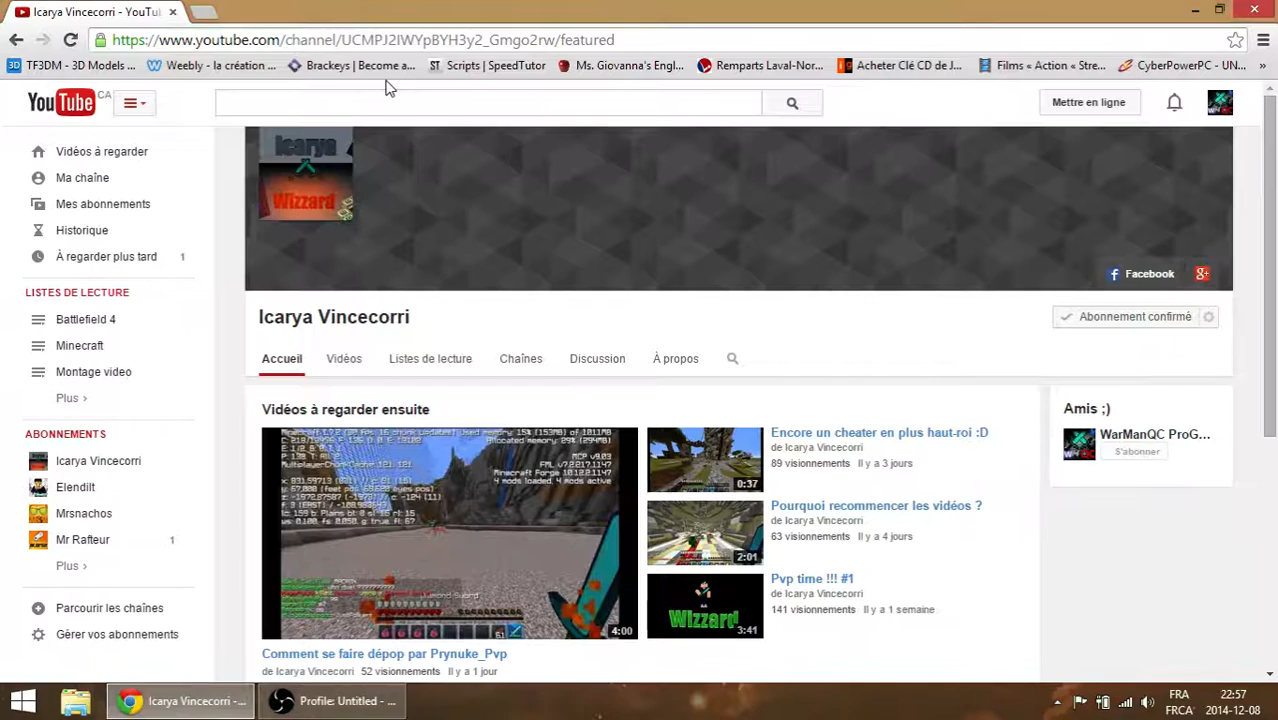 Icarya Vincecorri - YouTu
https://www.youtube.com/channel/UCMPJ2IWYpBYH3y2_Gmgo2rw/featured
TF3DM - 3D Models ... Weebly - la création ... Brackeys | Become a... Scripts | SpeedTutor Ms. Giovanna's Engl... Remparts Laval-Nor... Acheter Clé CD de J... Films « Action « Stre... CyberPowerPC - UN... »
YouTube CA
Mettre en ligne
Vidéos à regarder
Ma chaîne
Mes abonnements
Historique
À regarder plus tard 1
LISTES DE LECTURE
Battlefield 4
Minecraft
Montage video
Plus ›
ABONNEMENTS
Icarya Vincecorri
Elendilt
Mrsnachos
Mr Rafteur 1
Plus ›
Parcourir les chaînes
Gérer vos abonnements
Icarya
Wizzard
Facebook
Icarya Vincecorri
Abonnement confirmé
Accueil Vidéos Listes de lecture Chaînes Discussion À propos
Vidéos à regarder ensuite
4:00
Comment se faire dépop par Prynuke_Pvp
de Icarya Vincecorri 52 visionnements Il y a 1 jour
0:37
Encore un cheater en plus haut-roi :D
de Icarya Vincecorri
89 visionnements Il y a 3 jours
2:01
Pourquoi recommencer les vidéos ?
de Icarya Vincecorri
63 visionnements Il y a 4 jours
WIZZARD
3:41
Pvp time !!! #1
de Icarya Vincecorri
141 visionnements Il y a 1 semaine
Amis ;)
WarManQC ProG...
S'abonner
Icarya Vincecorri -...
Profile: Untitled - ...
FRA
FRCA
22:57
2014-12-08